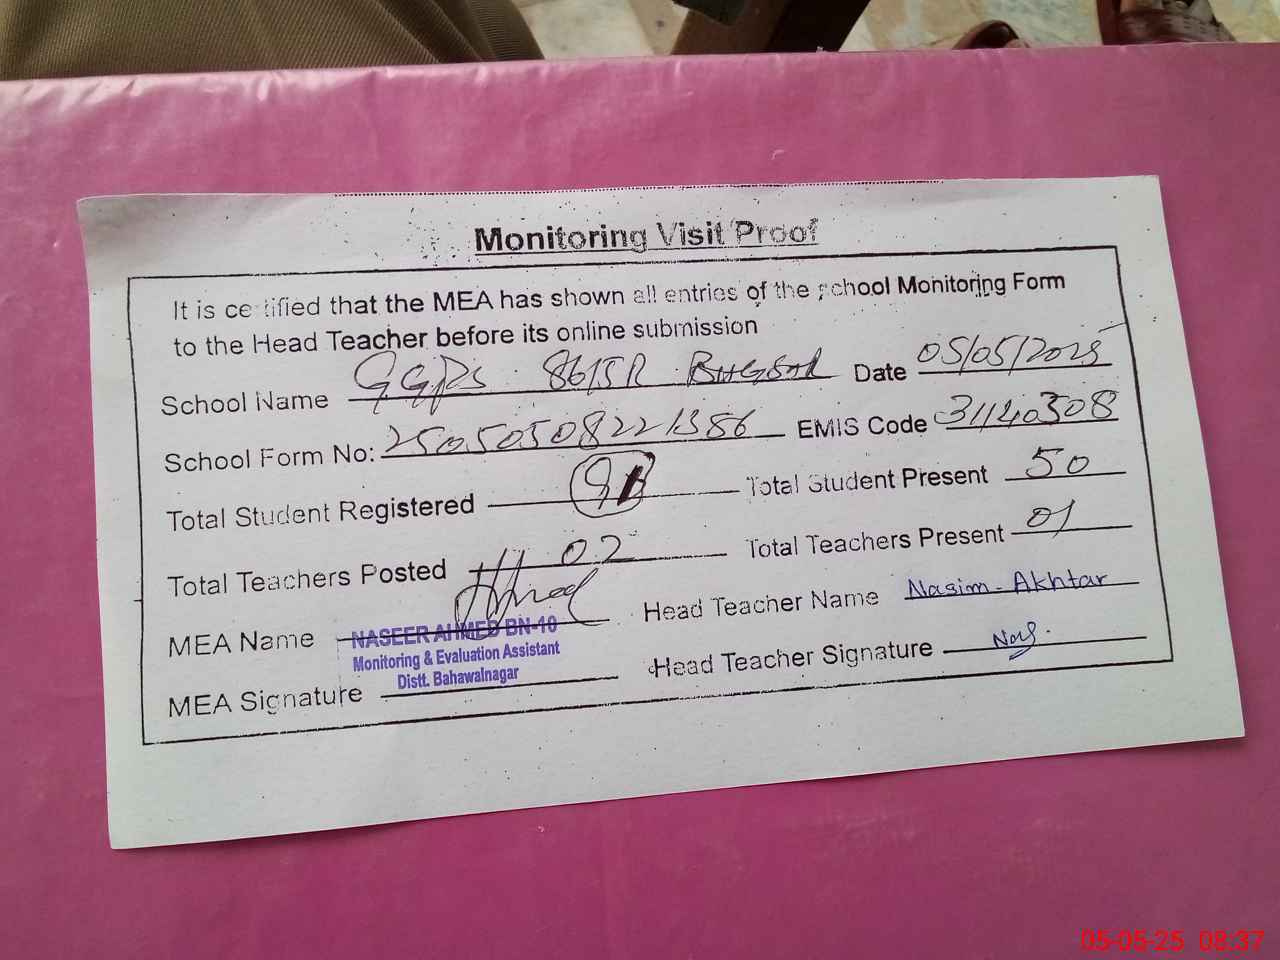 Monitoring Visit Proof
It is certified that the MEA has shown all entries of the school Monitoring Form
to the Head Teacher before its online submission
School Name GGPS 86/5R Date 05/05/2025
School Form No: 25050508221386 EMIS Code 31140308
Total Student Registered Total Student Present 50
Total Teachers Posted 02 Total Teachers Present 01
MEA Name NASEER AHMED BN-10 Head Teacher Name Nasim-Akhtar
Monitoring & Evaluation Assistant
Distt. Bahawalnagar
MEA Signature Head Teacher Signature
05-05-25 08:37